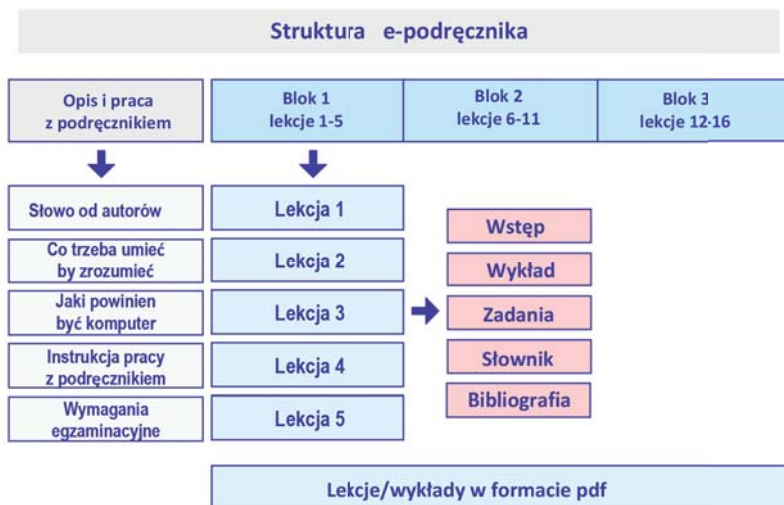 Struktura e-podręcznika
Opis i praca
z podręcznikiem
Blok 1
lekcje 1-5
Blok 2
lekcje 6-11
Blok 3
lekcje 12-16
Słowo od autorów
Co trzeba umieć
by zrozumieć
Jaki powinien
być komputer
Instrukcja pracy
z podręcznikiem
Wymagania
egzaminacyjne
Lekcja 1
Lekcja 2
Lekcja 3
Lekcja 4
Lekcja 5
Wstęp
Wykład
Zadania
Słownik
Bibliografia
Lekcje/wykłady w formacie pdf